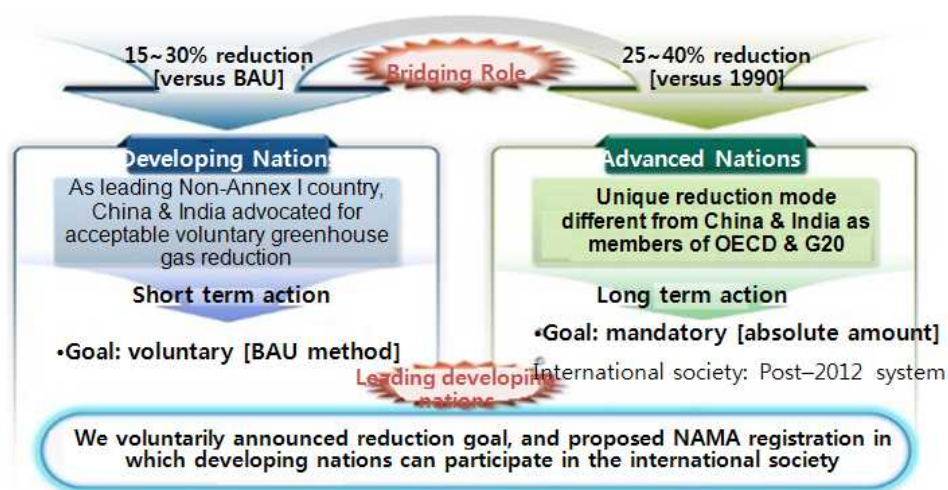 15~30% reduction
[versus BAU]
Bridging Role
25~40% reduction
[versus 1990]
Developing Nations
As leading Non-Annex I country,
China & India advocated for
acceptable voluntary greenhouse
gas reduction
Short term action
•Goal: voluntary [BAU method]
Advanced Nations
Unique reduction mode
different from China & India as
members of OECD & G20
Long term action
•Goal: mandatory [absolute amount]
International society: Post–2012 system
Leading developing
nations
We voluntarily announced reduction goal, and proposed NAMA registration in
which developing nations can participate in the international society